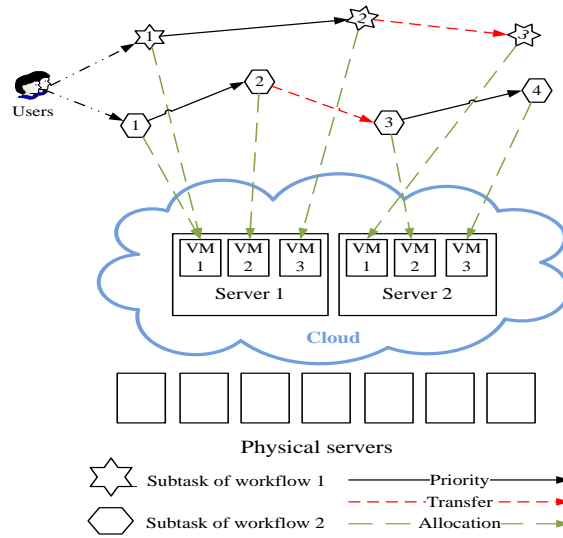 1
2
3
Users
1
2
3
4
VM
1
VM
2
VM
3
VM
1
VM
2
VM
3
Server 1
Server 2
Cloud
Physical servers
Subtask of workflow 1
Priority
Transfer
Subtask of workflow 2
Allocation